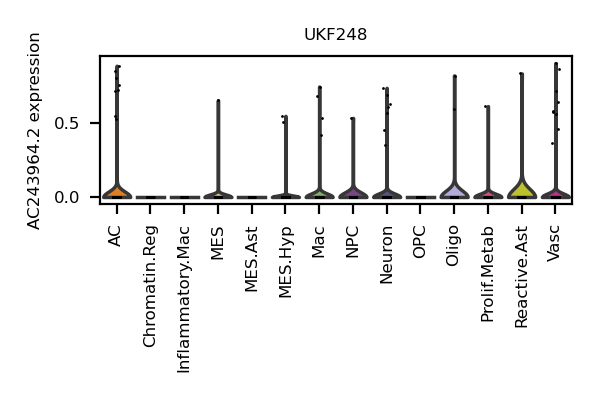 UKF248
AC243964.2 expression
0.5
0.0
AC
Chromatin.Reg
Inflammatory.Mac
MES
MES.Ast
MES.Hyp
Mac
NPC
Neuron
OPC
Oligo
Prolif.Metab
Reactive.Ast
Vasc